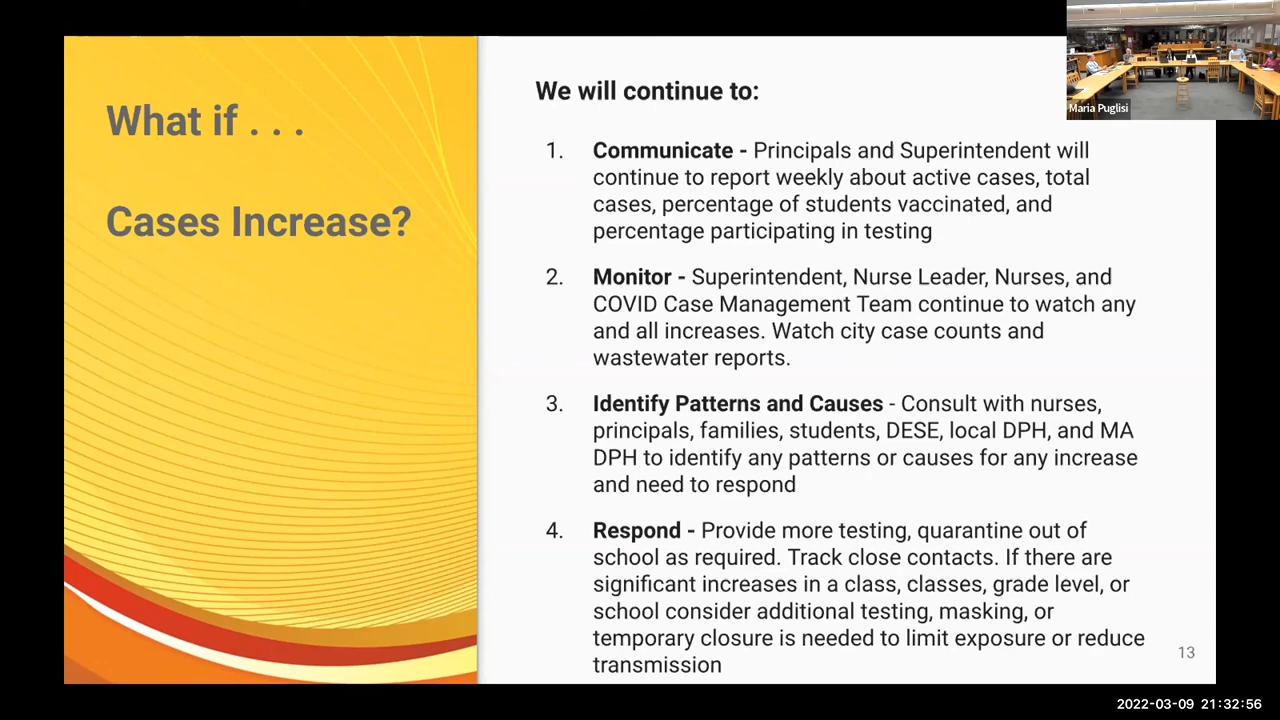 What if . . .
Cases Increase?
We will continue to:
1. Communicate - Principals and Superintendent will
continue to report weekly about active cases, total
cases, percentage of students vaccinated, and
percentage participating in testing
2. Monitor - Superintendent, Nurse Leader, Nurses, and
COVID Case Management Team continue to watch any
and all increases. Watch city case counts and
wastewater reports.
3. Identify Patterns and Causes - Consult with nurses,
principals, families, students, DESE, local DPH, and MA
DPH to identify any patterns or causes for any increase
and need to respond
4. Respond - Provide more testing, quarantine out of
school as required. Track close contacts. If there are
significant increases in a class, classes, grade level, or
school consider additional testing, masking, or
temporary closure is needed to limit exposure or reduce
transmission
13
Maria Puglisi
2022-03-09 21:32:56